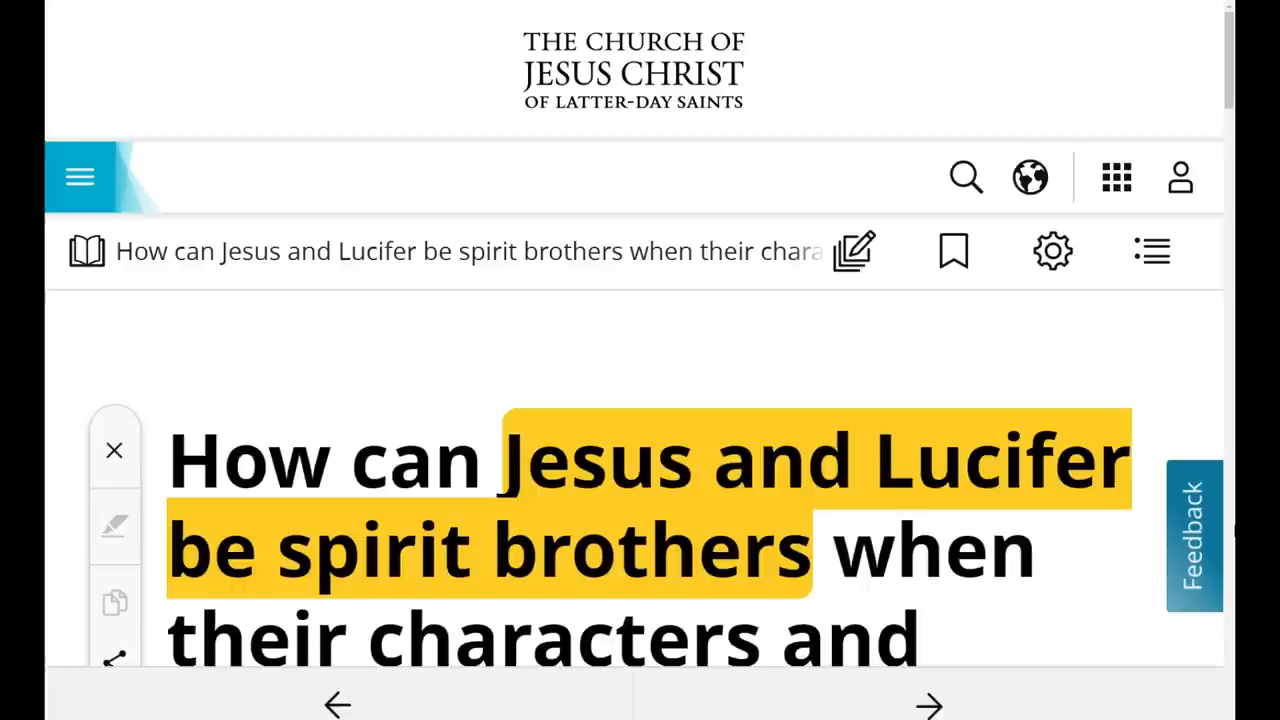 THE CHURCH OF
JESUS CHRIST
OF LATTER-DAY SAINTS
How can Jesus and Lucifer be spirit brothers when their chara
How can Jesus and Lucifer
be spirit brothers when
their characters and
Feedback